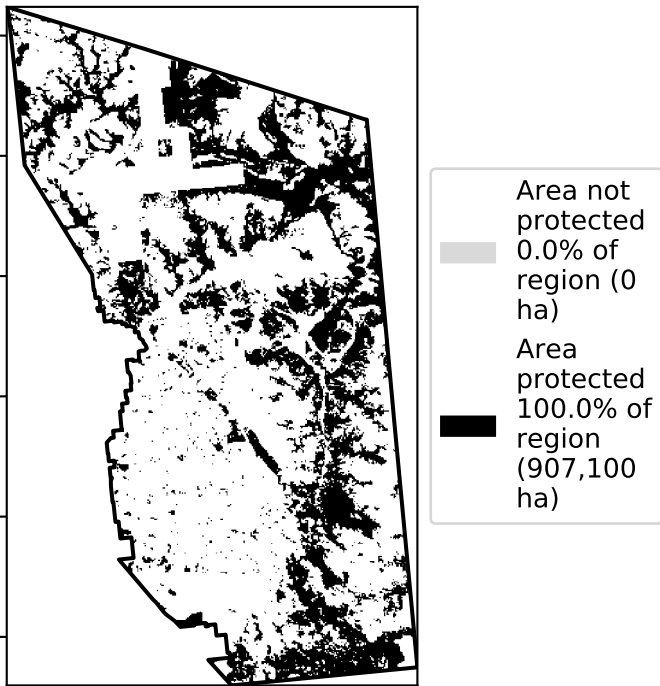 Area not
protected
0.0% of
region (0
ha)
Area
protected
100.0% of
region
(907,100
ha)